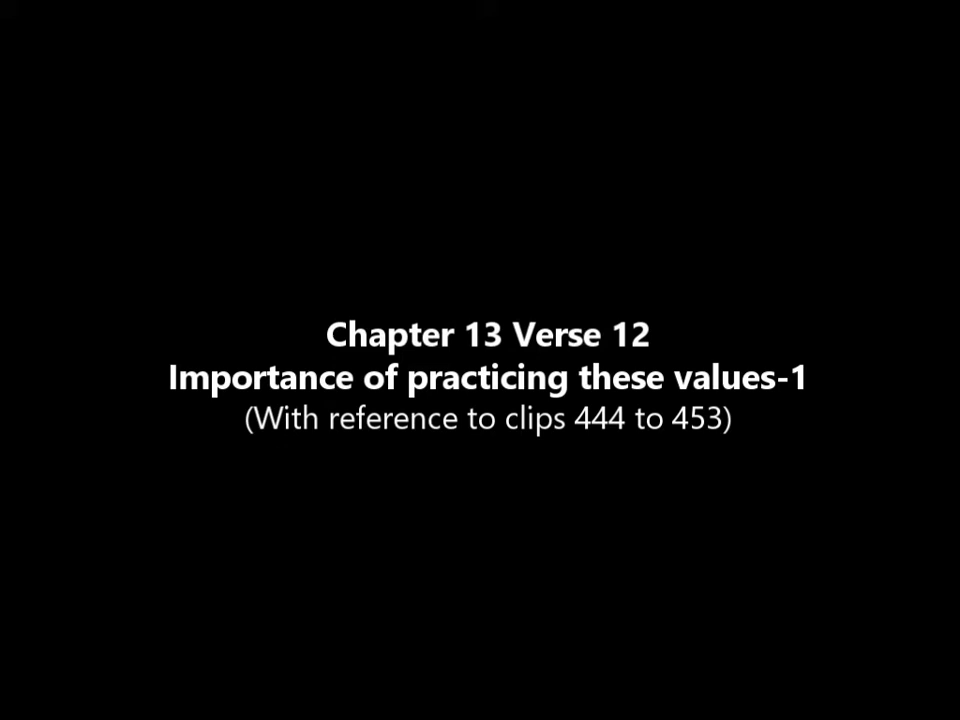 Chapter 13 Verse 12
Importance of practicing these values-1
(With reference to clips 444 to 453)